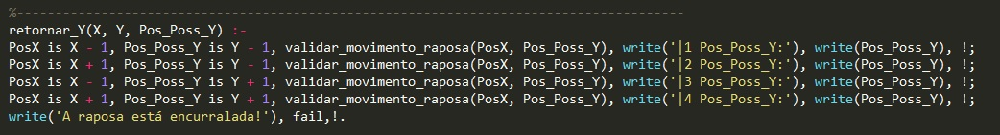 %------------------------------------------------------------------------------------
retornar_Y(X, Y, Pos_Poss_Y) :-
PosX is X - 1, Pos_Poss_Y is Y - 1, validar_movimento_raposa(PosX, Pos_Poss_Y), write('|1 Pos_Poss_Y:'), write(Pos_Poss_Y), !;
PosX is X + 1, Pos_Poss_Y is Y - 1, validar_movimento_raposa(PosX, Pos_Poss_Y), write('|2 Pos_Poss_Y:'), write(Pos_Poss_Y), !;
PosX is X - 1, Pos_Poss_Y is Y + 1, validar_movimento_raposa(PosX, Pos_Poss_Y), write('|3 Pos_Poss_Y:'), write(Pos_Poss_Y), !;
PosX is X + 1, Pos_Poss_Y is Y + 1, validar_movimento_raposa(PosX, Pos_Poss_Y), write('|4 Pos_Poss_Y:'), write(Pos_Poss_Y), !;
write('A raposa está encurralada!'), fail,!.